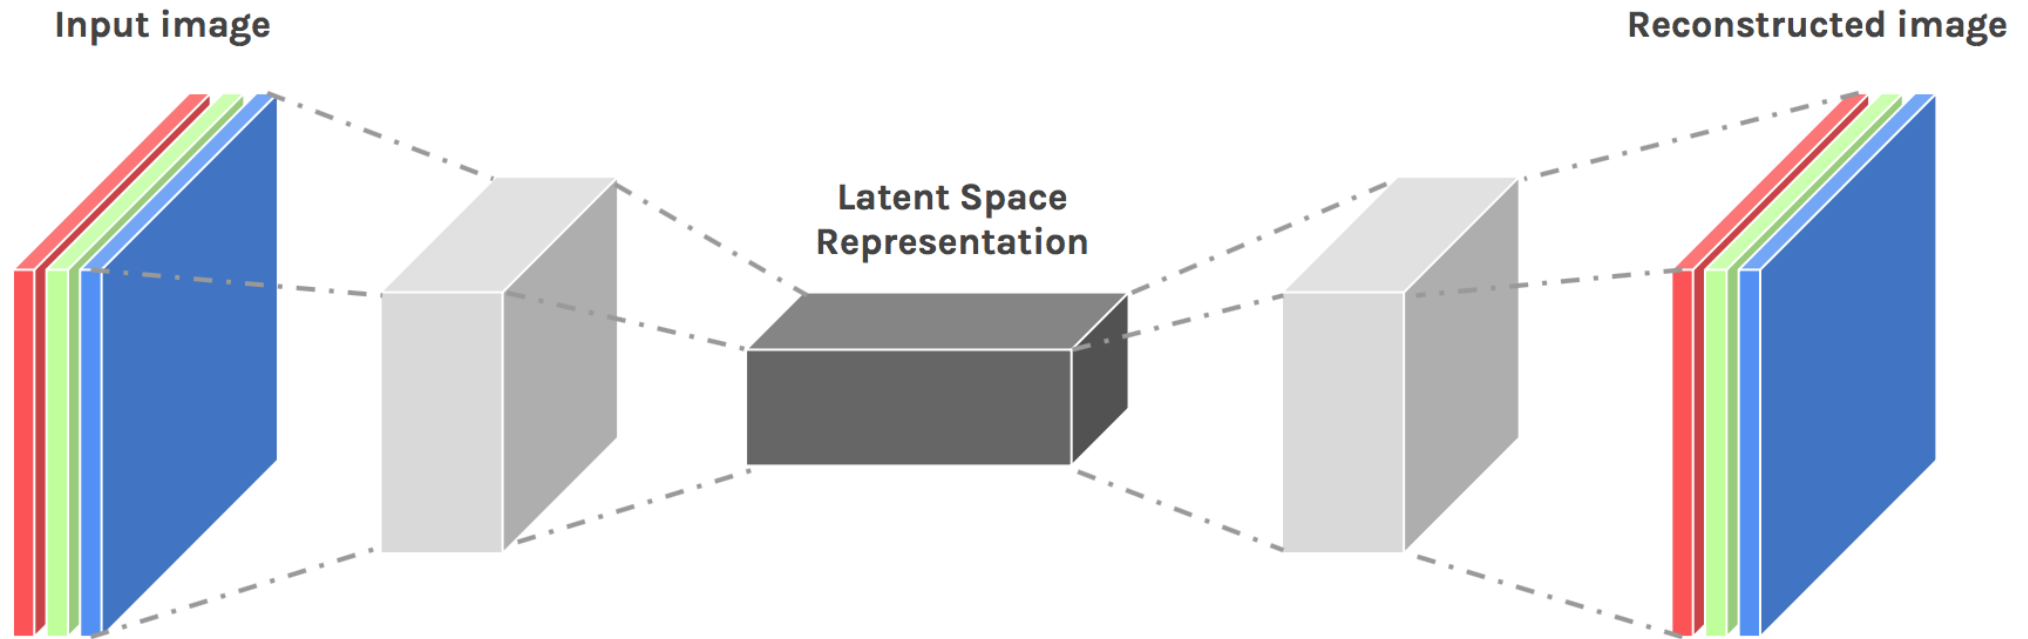 Input image
Reconstructed image
Latent Space
Representation